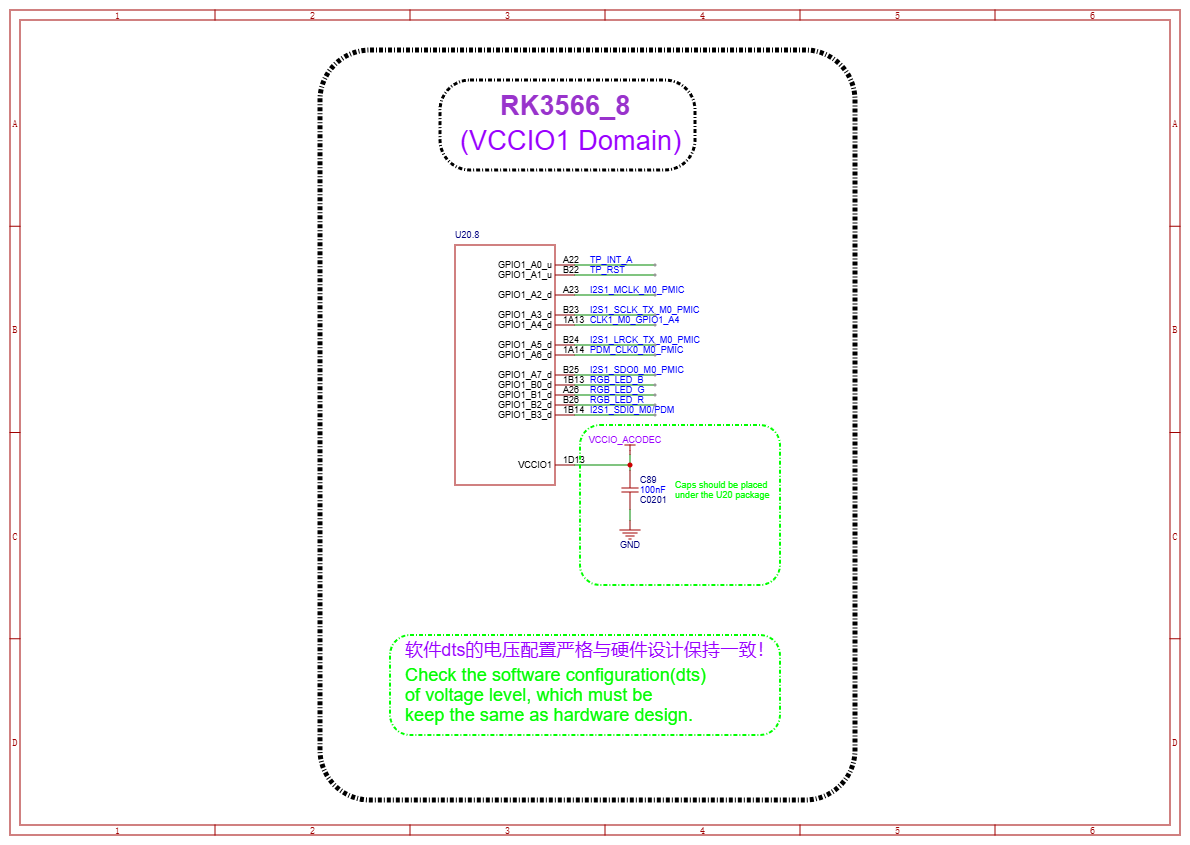 1 2 3 4 5 6
RK3566_8
(VCCIO1 Domain)
A A
U20.8
GPIO1_A0_u A22 TP_INT_A
GPIO1_A1_u B22 TP_RST
GPIO1_A2_d A23 I2S1_MCLK_M0_PMIC
GPIO1_A3_d B23 I2S1_SCLK_TX_M0_PMIC
GPIO1_A4_d 1A13 CLK1_M0_GPIO1_A4
B B
GPIO1_A5_d B24 I2S1_LRCK_TX_M0_PMIC
GPIO1_A6_d 1A14 PDM_CLK0_M0_PMIC
GPIO1_A7_d B25 I2S1_SDO0_M0_PMIC
GPIO1_B0_d 1B13 RGB_LED_B
GPIO1_B1_d A26 RGB_LED_G
GPIO1_B2_d B26 RGB_LED_R
GPIO1_B3_d 1B14 I2S1_SDI0_M0/PDM
VCCIO_ACODEC
VCCIO1 1D13
C89
100nF
C0201
Caps should be placed
under the U20 package
C C
GND
软件dts的电压配置严格与硬件设计保持一致!
Check the software configuration(dts)
of voltage level, which must be
keep the same as hardware design.
D D
1 2 3 4 5 6